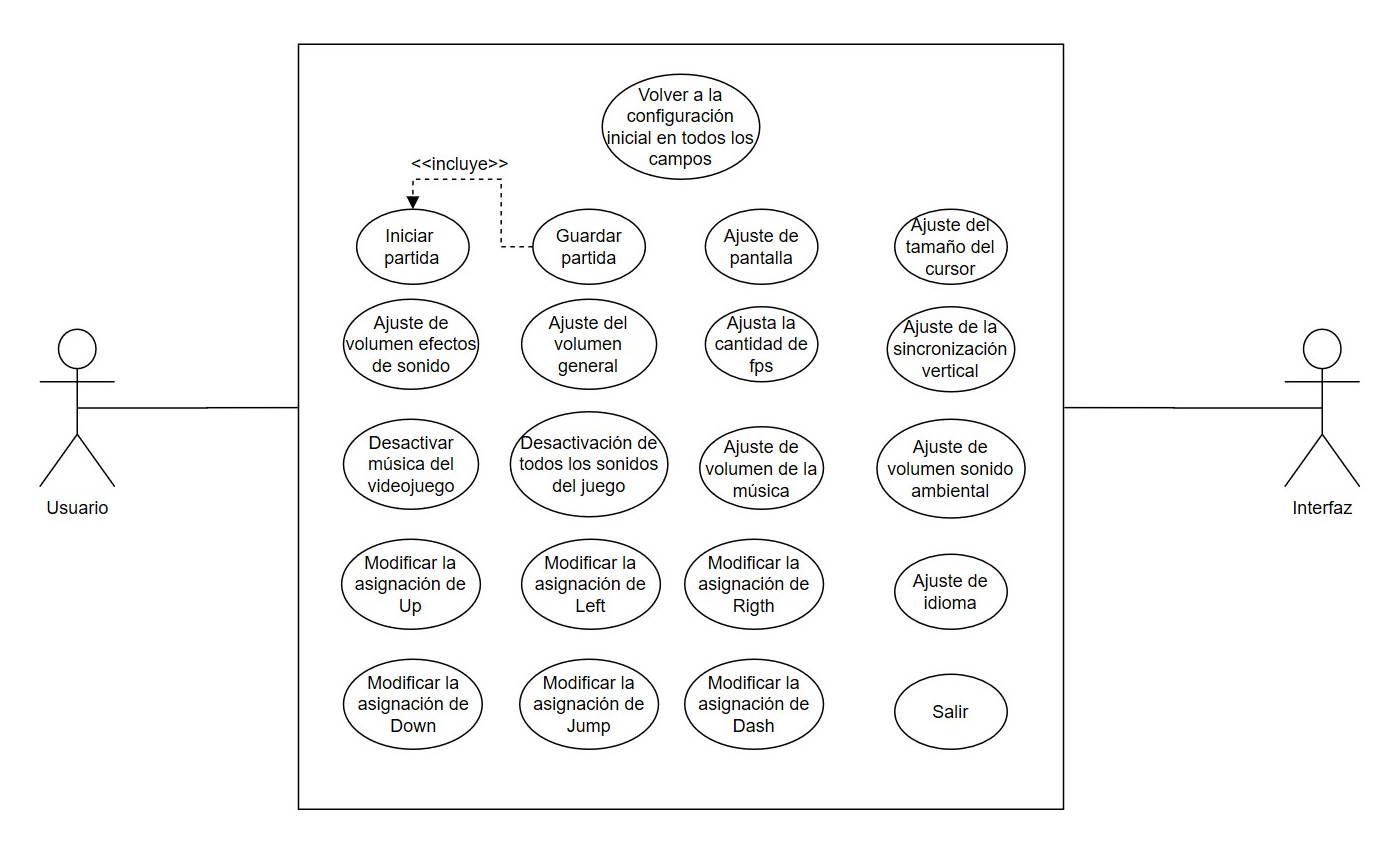 Volver a la
configuración
inicial en todos los
campos
<<incluye>>
Iniciar
partida
Guardar
partida
Ajuste de
pantalla
Ajuste del
tamaño del
cursor
Ajuste de
volumen efectos
de sonido
Ajuste del
volumen
general
Ajusta la
cantidad de
fps
Ajuste de la
sincronización
vertical
Desactivar
música del
videojuego
Desactivación de
todos los sonidos
del juego
Ajuste de
volumen de la
música
Ajuste de
volumen sonido
ambiental
Usuario
Interfaz
Modificar la
asignación de
Up
Modificar la
asignación de
Left
Modificar la
asignación de
Rigth
Ajuste de
idioma
Modificar la
asignación de
Down
Modificar la
asignación de
Jump
Modificar la
asignación de
Dash
Salir